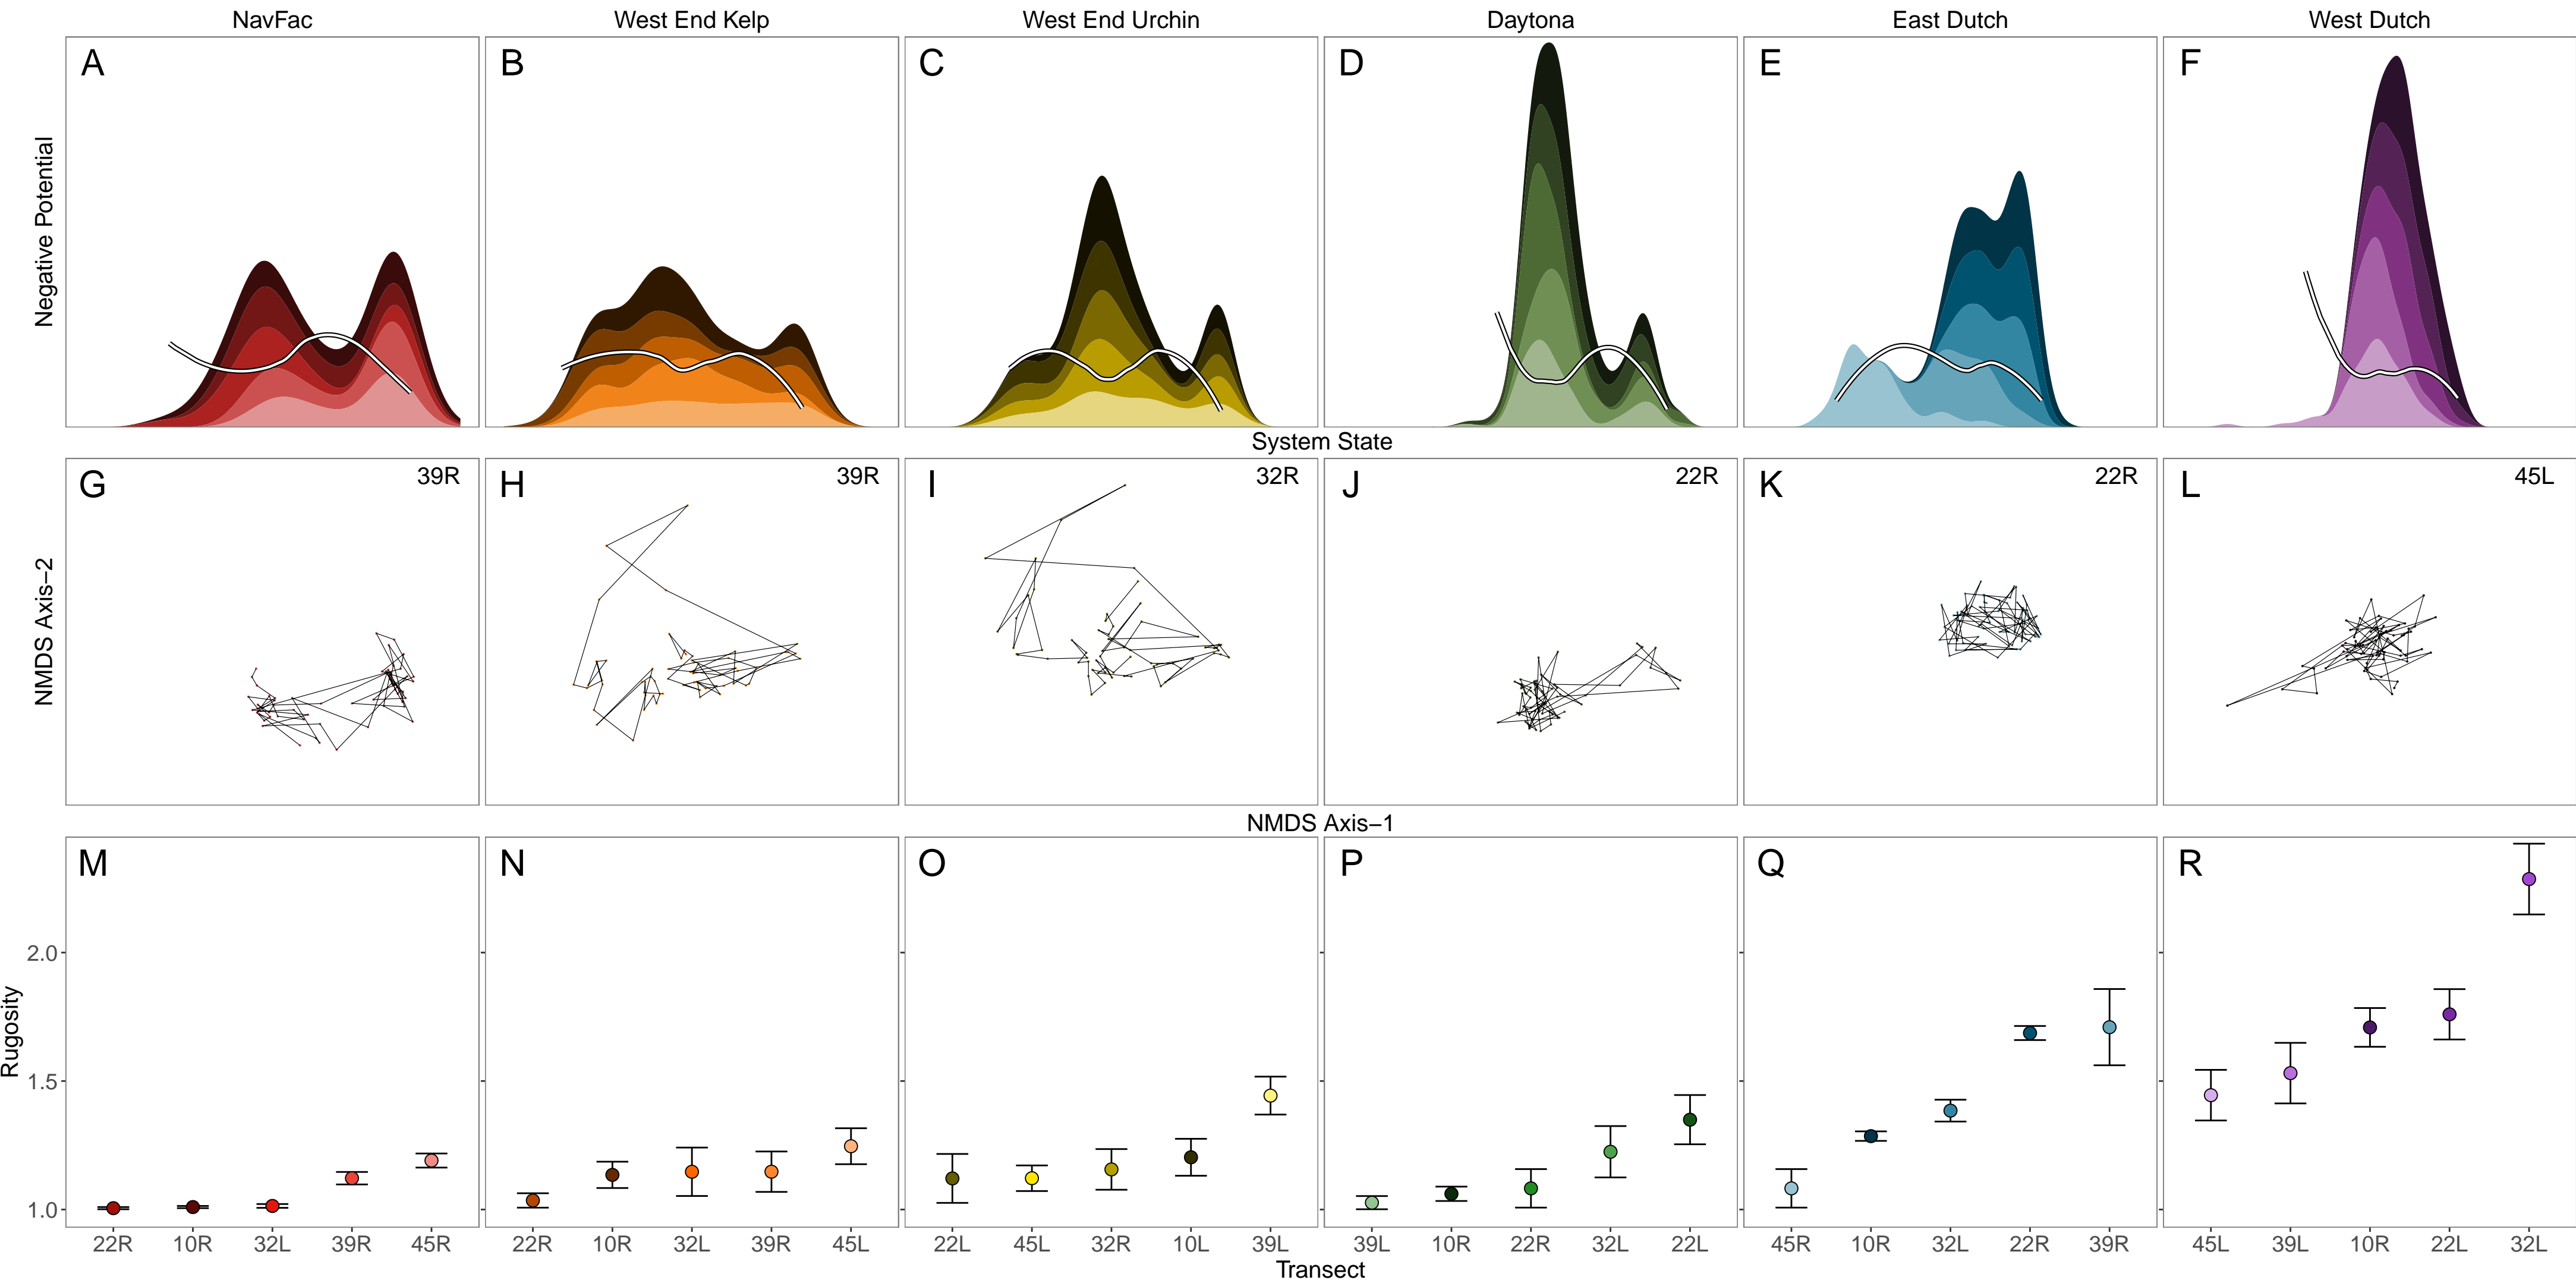 NavFac West End Kelp West End Urchin Daytona East Dutch West Dutch
A B C D E F
Negative Potential
System State
G 39R H 39R I 32R J 22R K 22R L 45L
NMDS Axis−2
NMDS Axis−1
M N O P Q R
Rugosity
2.0
1.5
1.0
22R 10R 32L 39R 45R 22R 10R 32L 39R 45L 22L 45L 32R 10L 39L 39L 10R 22R 32L 22L 45R 10R 32L 22R 39R 45L 39L 10R 22L 32L
Transect